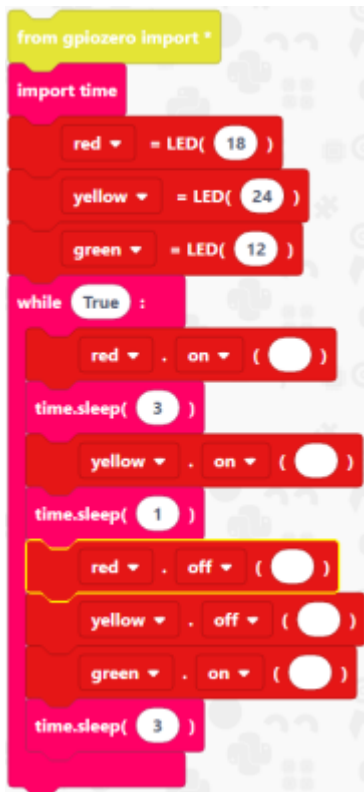 from gpiozero import *
import time
red = LED( 18 )
yellow = LED( 24 )
green = LED( 12 )
while True :
red . on ( )
time.sleep( 3 )
yellow . on ( )
time.sleep( 1 )
red . off ( )
yellow . off ( )
green . on ( )
time.sleep( 3 )